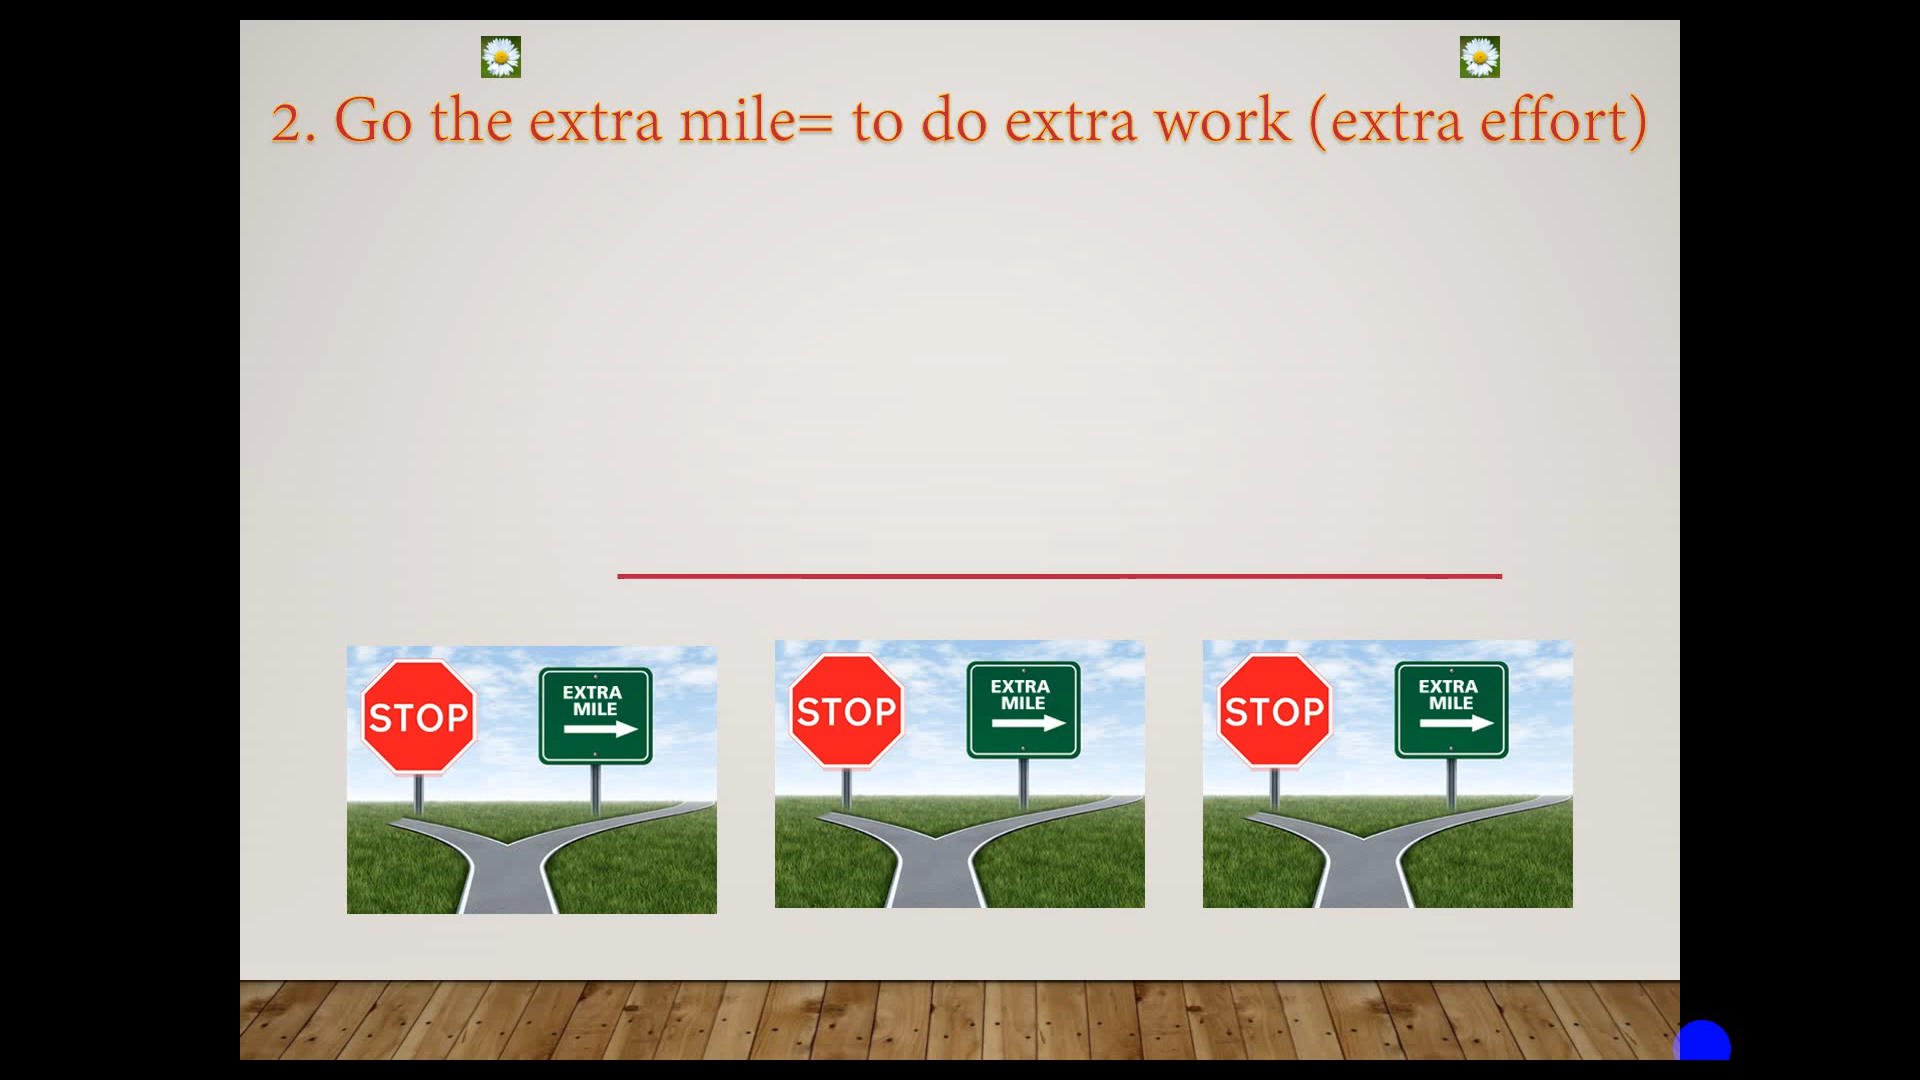 2. Go the extra mile= to do extra work (extra effort)
STOP
EXTRA
MILE
STOP
EXTRA
MILE
STOP
EXTRA
MILE